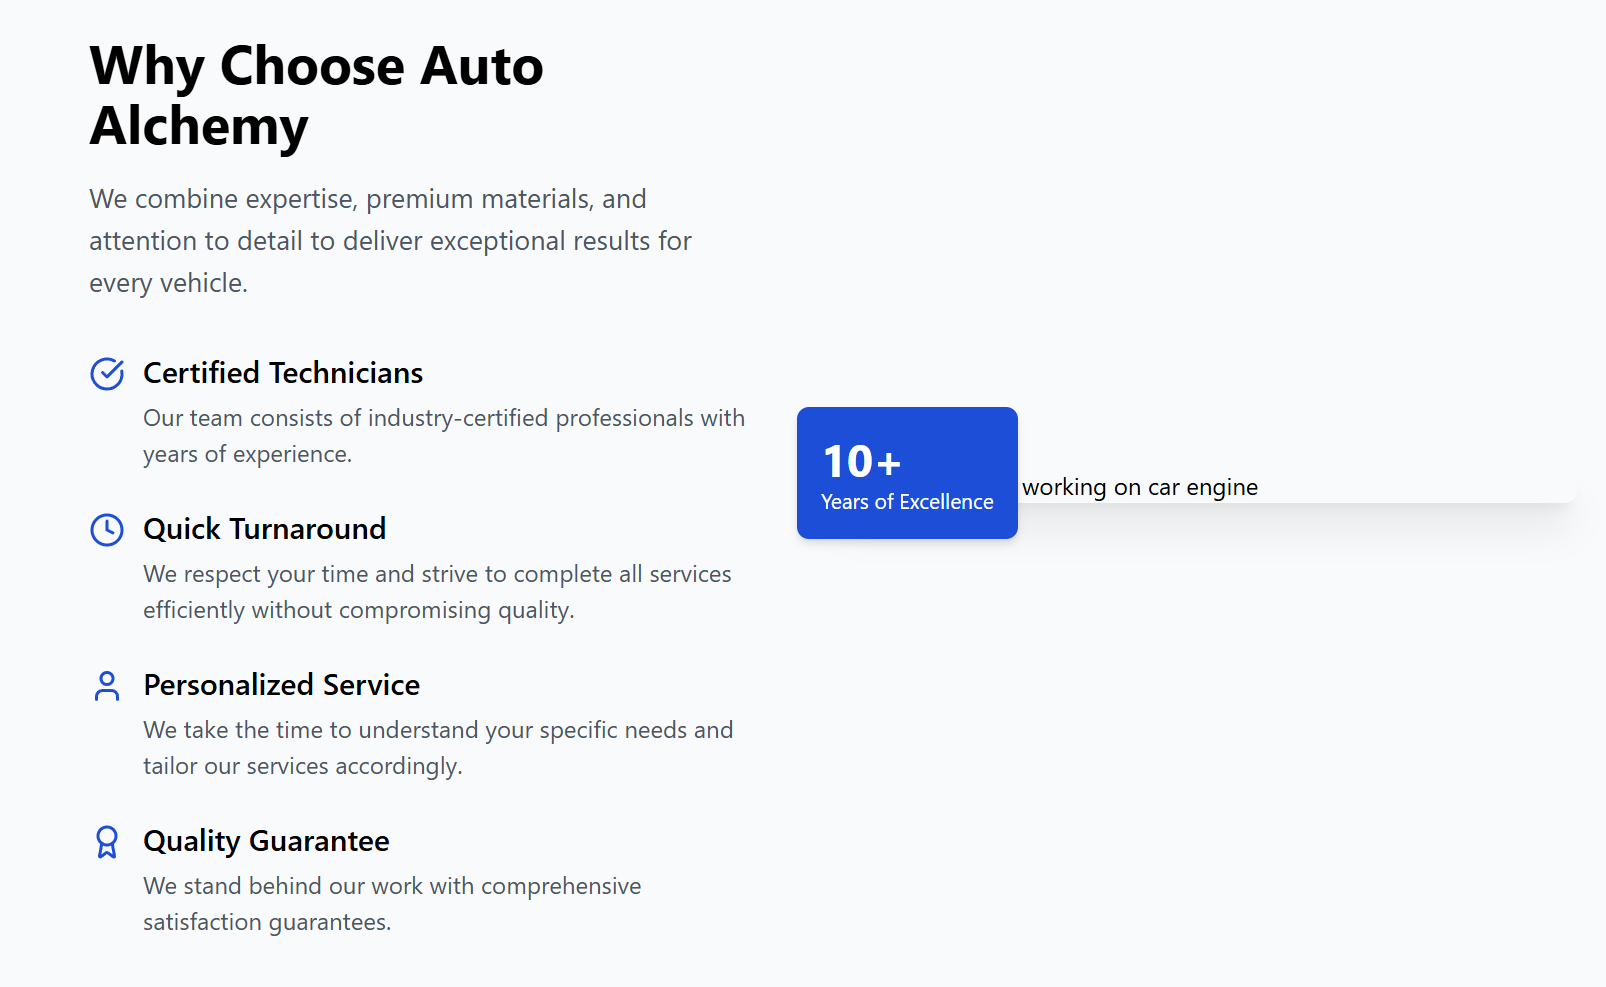 Why Choose Auto
Alchemy
We combine expertise, premium materials, and
attention to detail to deliver exceptional results for
every vehicle.
Certified Technicians
Our team consists of industry-certified professionals with
years of experience.
Quick Turnaround
We respect your time and strive to complete all services
efficiently without compromising quality.
Personalized Service
We take the time to understand your specific needs and
tailor our services accordingly.
Quality Guarantee
We stand behind our work with comprehensive
satisfaction guarantees.
10+
Years of Excellence
working on car engine